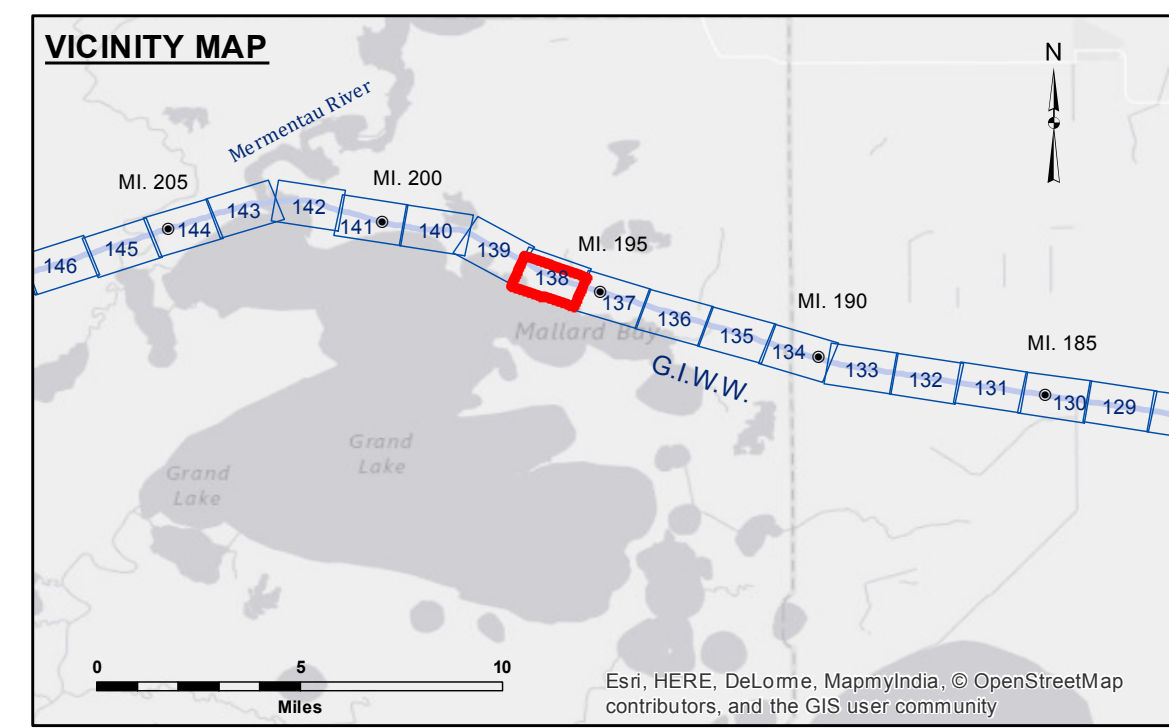 VICINITY MAP
N
Mermentau River
MI. 205
MI. 200
MI. 195
MI. 190
MI. 185
146
145
144
143
142
141
140
139
138
137
136
135
134
133
132
131
130
129
Mallard Bay
G.I.W.W.
Grand
Lake
Grand
Lake
0 5 10
Miles
Esri, HERE, DeLorme, MapmyIndia, © OpenStreetMap
contributors, and the GIS user community